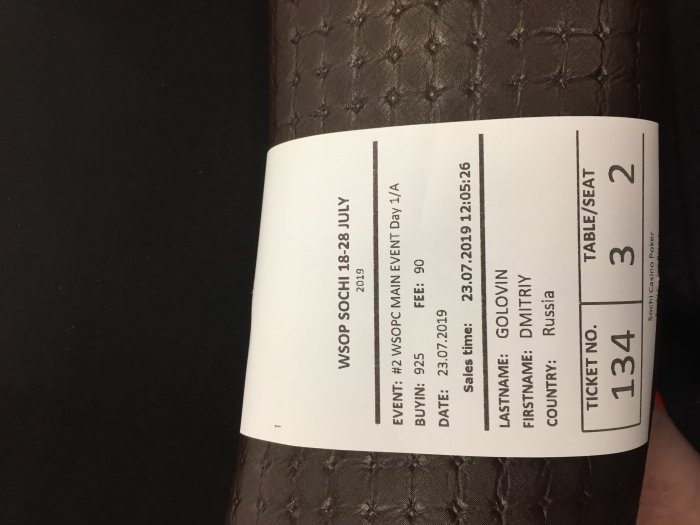 1
WSOP SOCHI 18-28 JULY
2019
EVENT: #2 WSOPC MAIN EVENT Day 1/A
BUYIN: 925 FEE: 90
DATE: 23.07.2019
Sales time: 23.07.2019 12:05:26
LASTNAME: GOLOVIN
FIRSTNAME: DMITRIY
COUNTRY: Russia
TICKET NO. TABLE/SEAT
134 3 2
Sochi Casino Poker